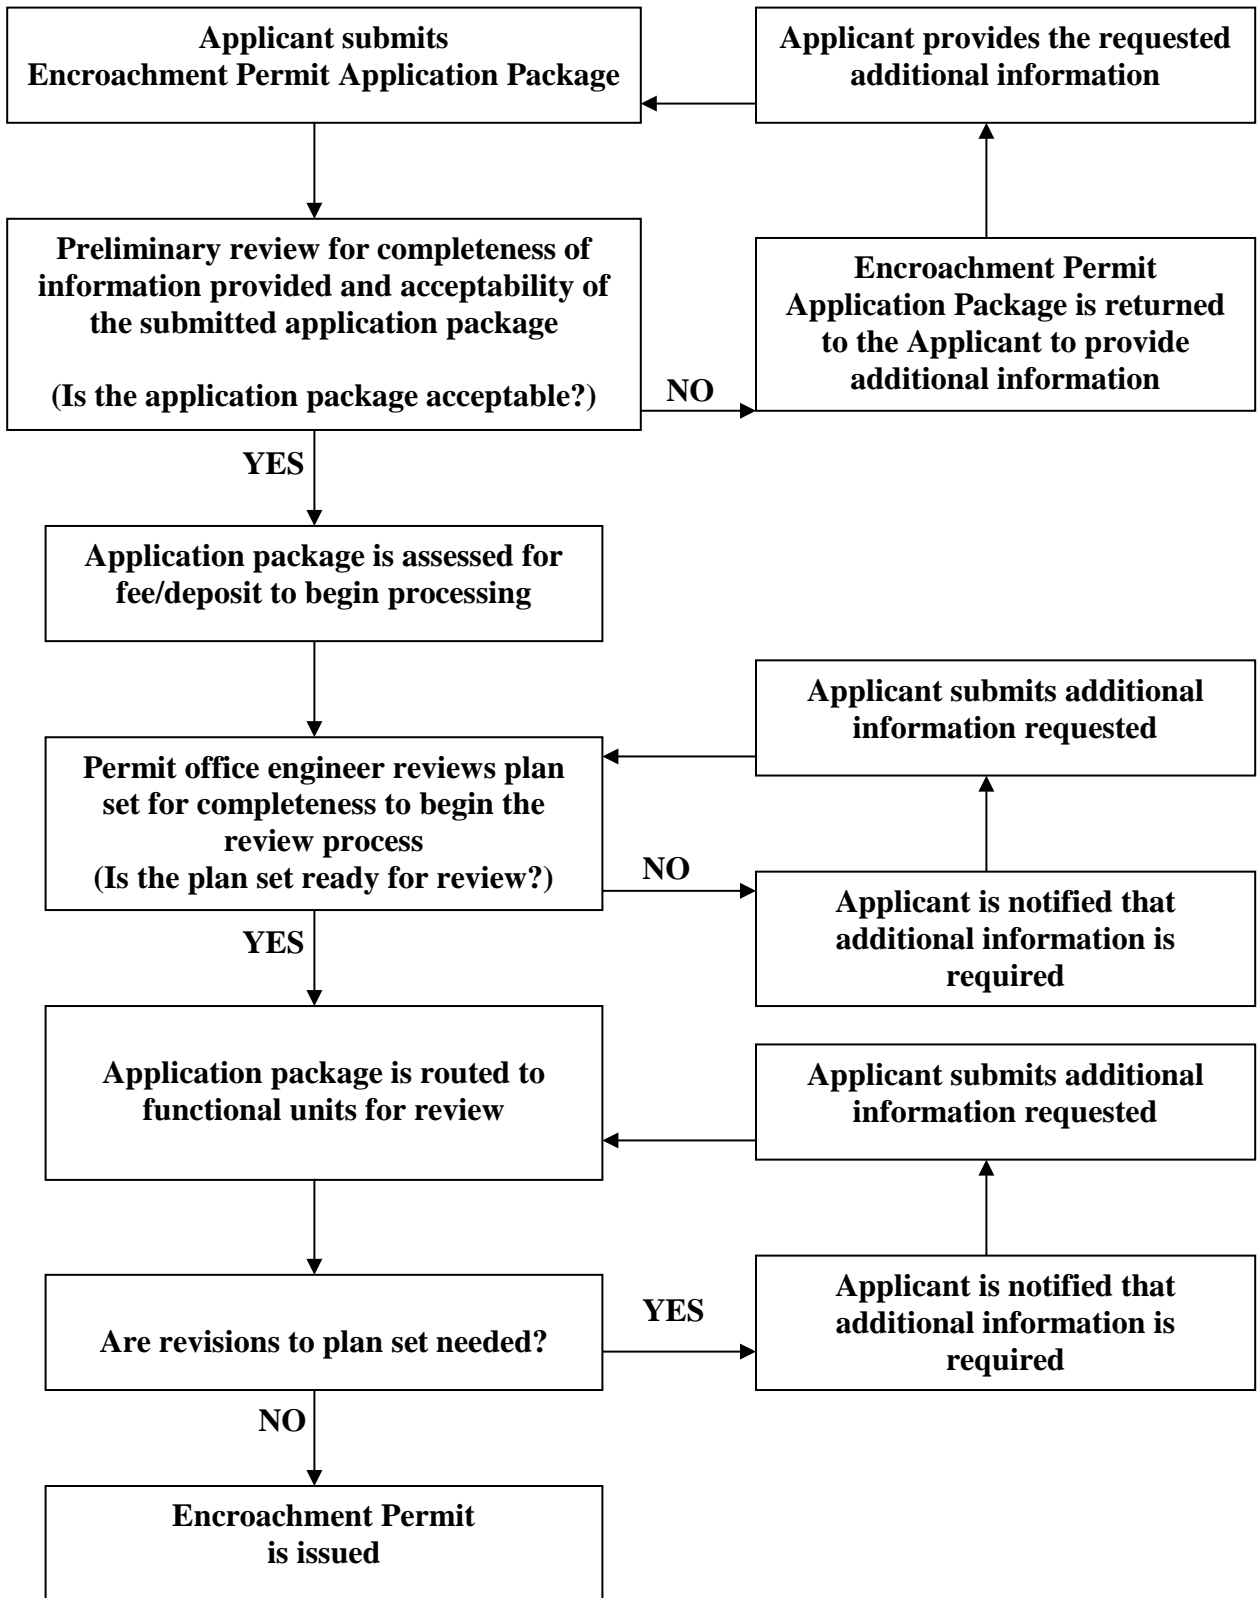 Applicant submits
Encroachment Permit Application Package
Applicant provides the requested
additional information
Preliminary review for completeness of
information provided and acceptability of
the submitted application package
(Is the application package acceptable?)
NO
Encroachment Permit
Application Package is returned
to the Applicant to provide
additional information
YES
Application package is assessed for
fee/deposit to begin processing
Applicant submits additional
information requested
Permit office engineer reviews plan
set for completeness to begin the
review process
(Is the plan set ready for review?)
NO
Applicant is notified that
additional information is
required
YES
Application package is routed to
functional units for review
Applicant submits additional
information requested
Are revisions to plan set needed?
YES
Applicant is notified that
additional information is
required
NO
Encroachment Permit
is issued